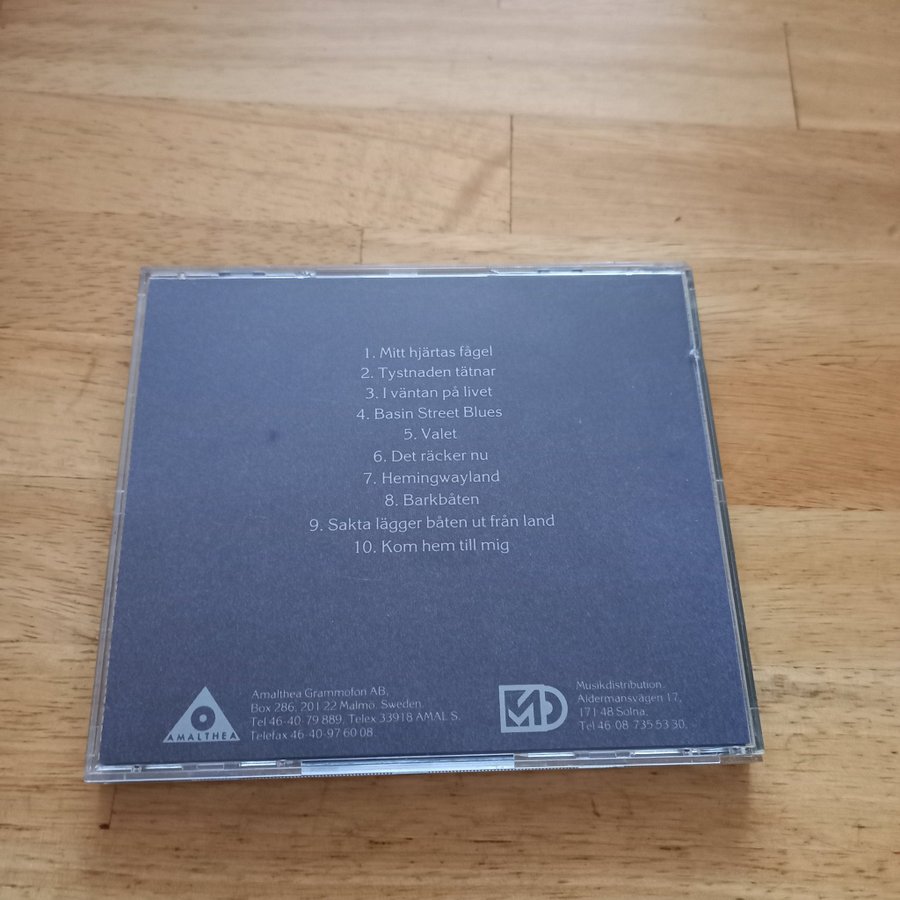 1. Mitt hjärtas fågel
2. Tystnaden tätnar
3. I väntan på livet
4. Basin Street Blues
5. Valet
6. Det räcker nu
7. Hemingwayland
8. Barkbåten
9. Sakta lägger båten ut från land
10. Kom hem till mig
AMALTHEA
Amalthea Grammofon AB,
Box 286, 201 22 Malmö. Sweden.
Tel 46-40-79 889, Telex 33918 AMAL S.
Telefax 46-40-97 60 08.
MD
Musikdistribution.
Aldermansvägen 17,
171 48 Solna.
Tel 46-08-735 53 30.